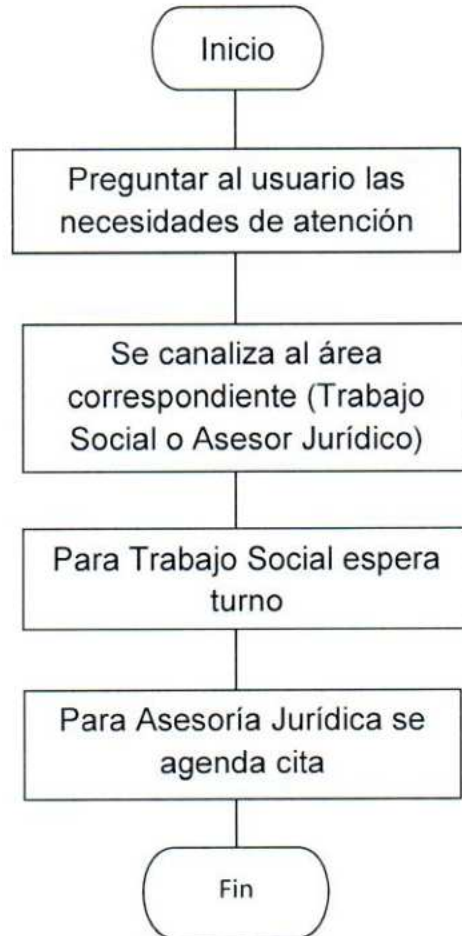 Inicio
Preguntar al usuario las
necesidades de atención
Se canaliza al área
correspondiente (Trabajo
Social o Asesor Jurídico)
Para Trabajo Social espera
turno
Para Asesoría Jurídica se
agenda cita
Fin